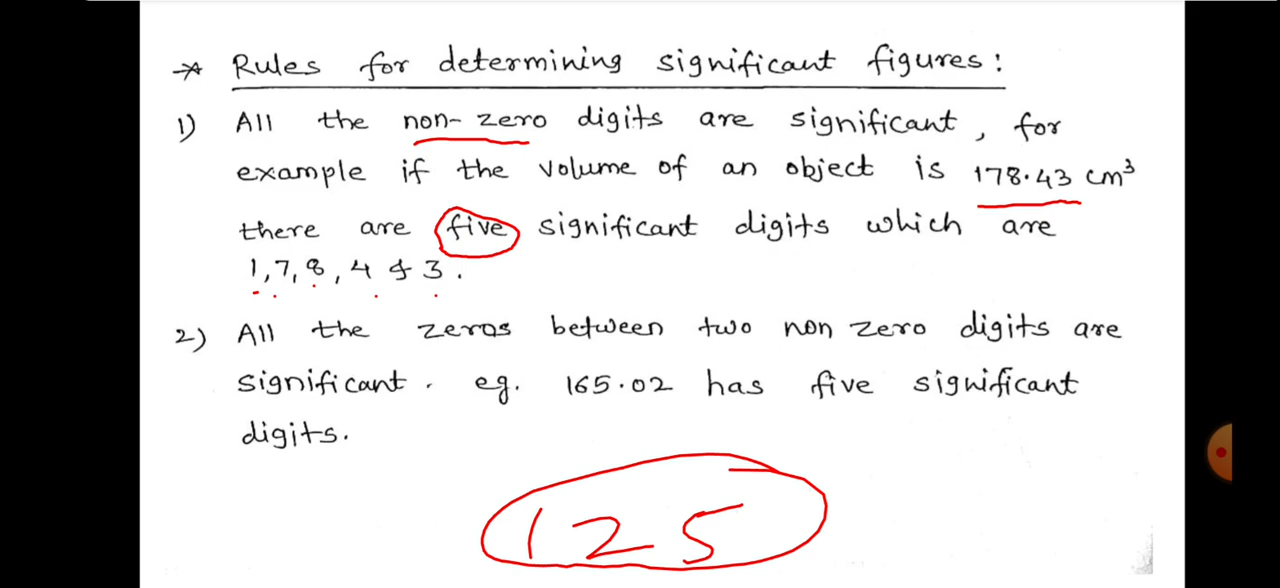 * Rules for determining significant figures:
1) All the non-zero digits are significant, for
example if the volume of an object is 178.43 cm³
there are five significant digits which are
1,7,8,4 & 3.
2) All the zeros between two non zero digits are
significant. eg. 165.02 has five significant
digits.
125